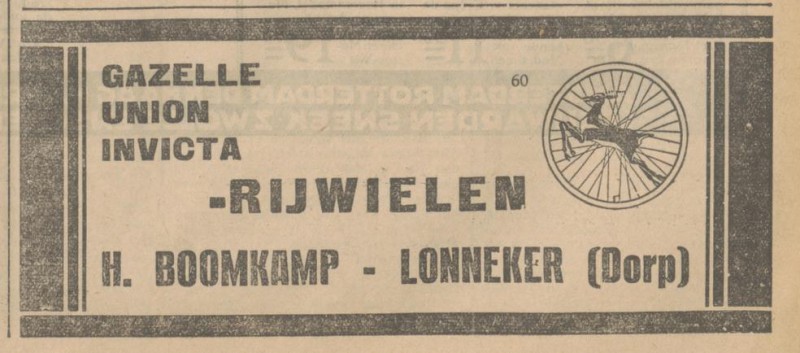 GAZELLE
60
UNION
INVICTA
-RIJWIELEN
H. BOOMKAMP - LONNEKER (Dorp)